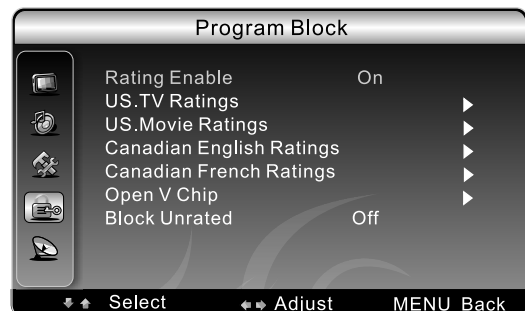 Program Block
Rating Enable On
US.TV Ratings
US.Movie Ratings
Canadian English Ratings
Canadian French Ratings
Open V Chip
Block Unrated Off
Select Adjust MENU Back